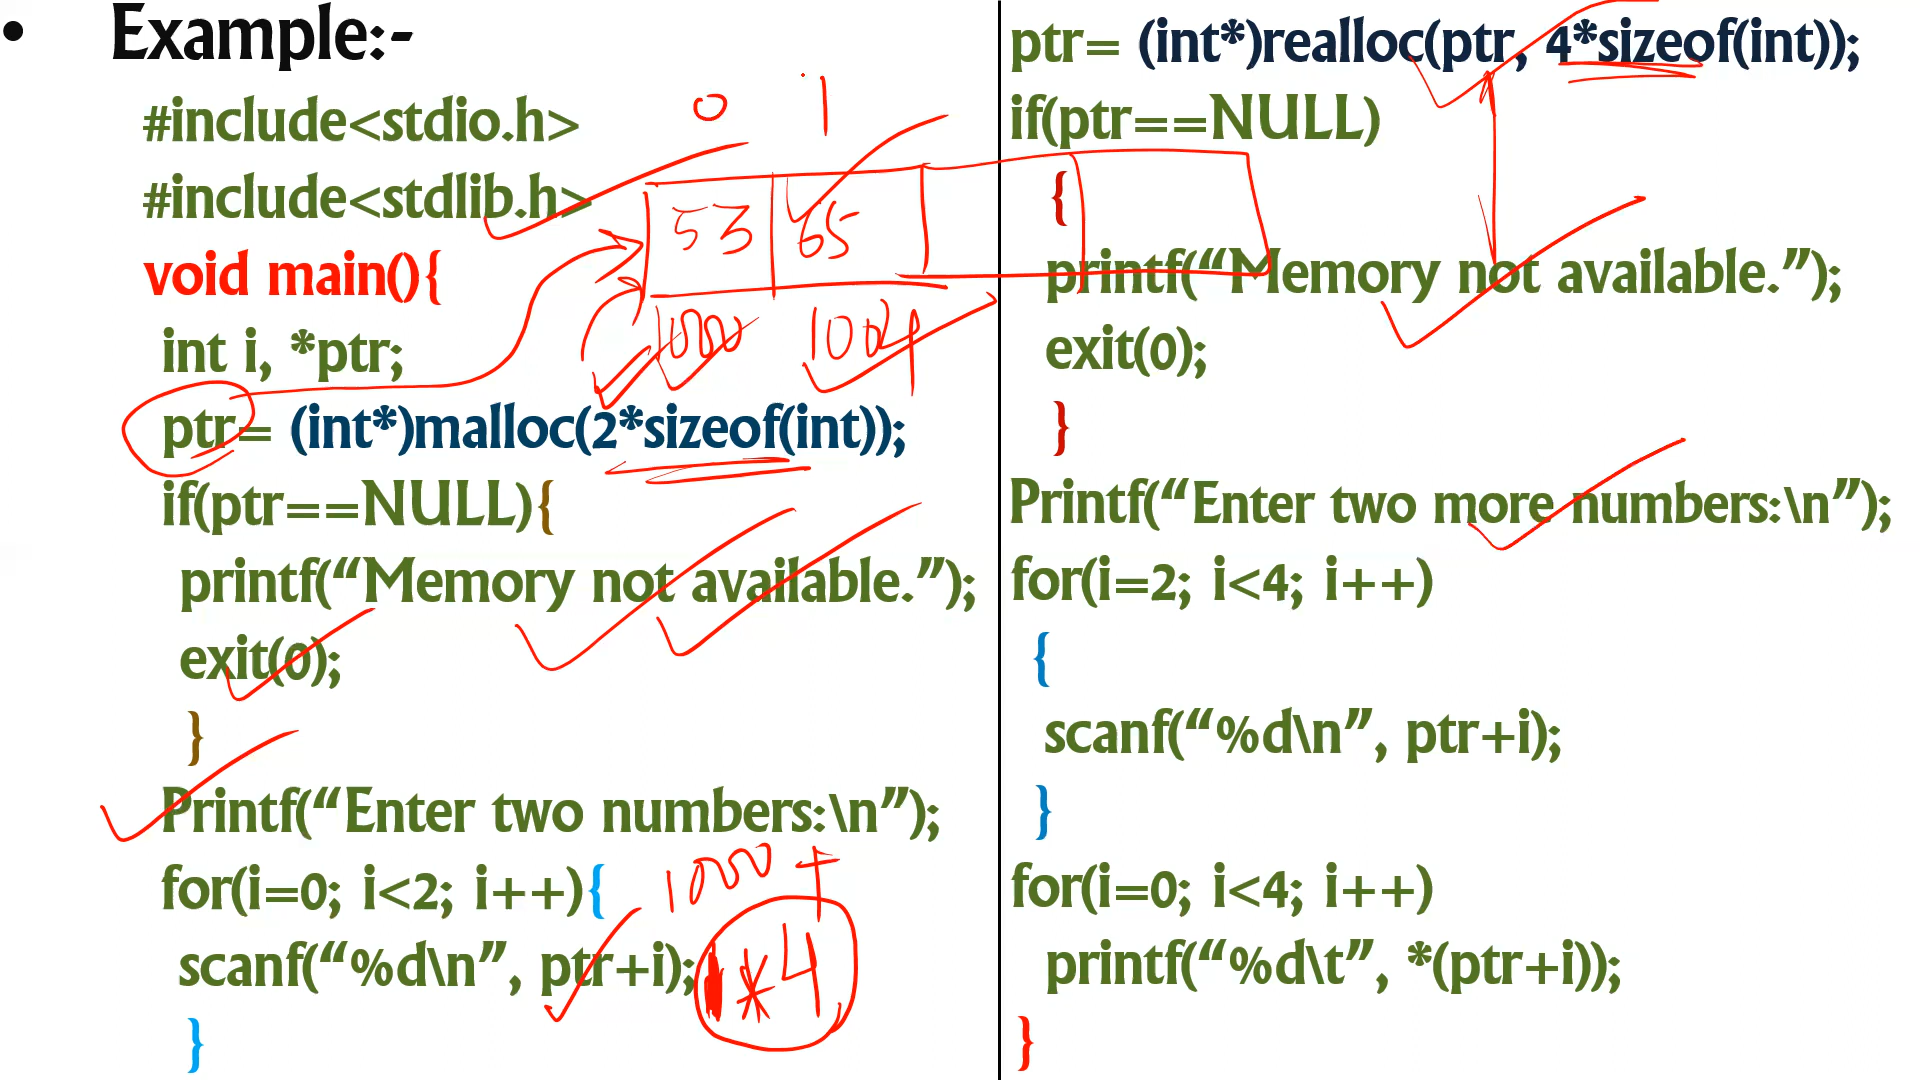 • Example:-
#include<stdio.h>
#include<stdlib.h>
void main(){
int i, *ptr;
ptr= (int*)malloc(2*sizeof(int));
if(ptr==NULL){
printf(“Memory not available.”);
exit(0);
}
Printf(“Enter two numbers:\n”);
for(i=0; i<2; i++){
scanf(“%d\n”, ptr+i);
}
0 1
53 65
1000 1004
1000 +
1*4
ptr= (int*)realloc(ptr, 4*sizeof(int));
if(ptr==NULL)
{
printf(“Memory not available.”);
exit(0);
}
Printf(“Enter two more numbers:\n”);
for(i=2; i<4; i++)
{
scanf(“%d\n”, ptr+i);
}
for(i=0; i<4; i++)
printf(“%d\t”, *(ptr+i));
}